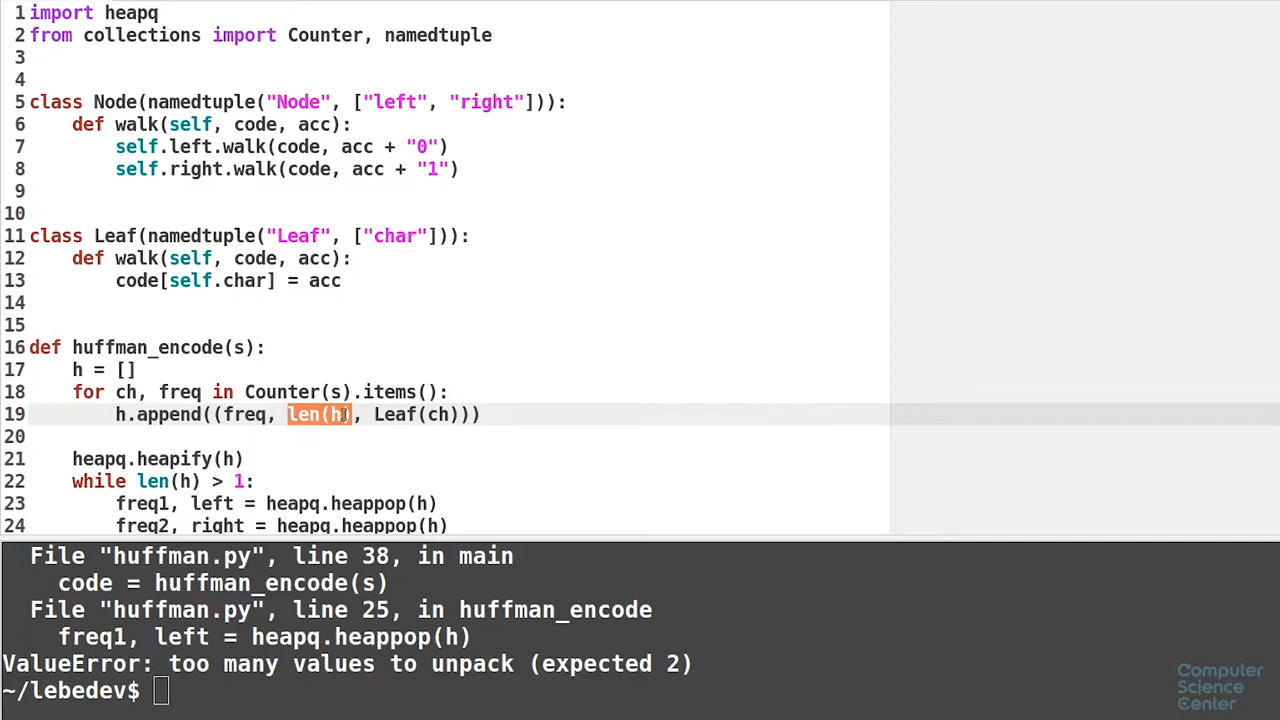 1 import heapq
2 from collections import Counter, namedtuple
3
4
5 class Node(namedtuple("Node", ["left", "right"])):
6     def walk(self, code, acc):
7         self.left.walk(code, acc + "0")
8         self.right.walk(code, acc + "1")
9
10
11 class Leaf(namedtuple("Leaf", ["char"])):
12     def walk(self, code, acc):
13         code[self.char] = acc
14
15
16 def huffman_encode(s):
17     h = []
18     for ch, freq in Counter(s).items():
19         h.append((freq, len(h), Leaf(ch)))
20
21     heapq.heapify(h)
22     while len(h) > 1:
23         freq1, left = heapq.heappop(h)
24         freq2, right = heapq.heappop(h)
  File "huffman.py", line 38, in main
    code = huffman_encode(s)
  File "huffman.py", line 25, in huffman_encode
    freq1, left = heapq.heappop(h)
ValueError: too many values to unpack (expected 2)
~/lebedev$
Computer
Science
Center